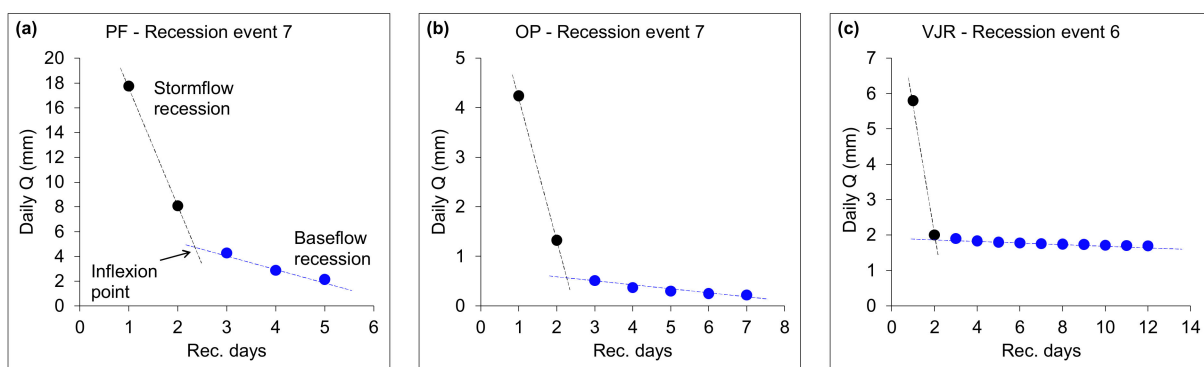 (a) PF - Recession event 7
20
18
16
14
12
10
8
6
4
2
0
Daily Q (mm)
Stormflow
recession
Baseflow
recession
Inflexion
point
0 1 2 3 4 5 6
Rec. days
(b) OP - Recession event 7
5
4
3
2
1
0
Daily Q (mm)
0 1 2 3 4 5 6 7 8
Rec. days
(c) VJR - Recession event 6
7
6
5
4
3
2
1
0
Daily Q (mm)
0 2 4 6 8 10 12 14
Rec. days